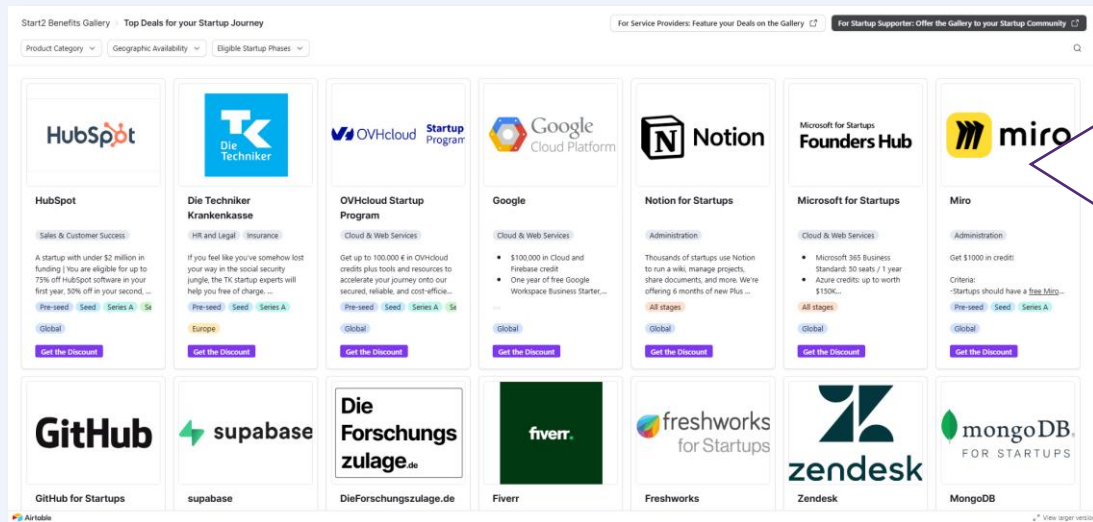 Start2 Benefits Gallery Top Deals for your Startup Journey
For Service Providers: Feature your Deals on the Gallery
For Startup Supporter: Offer the Gallery to your Startup Community
Product Category
Geographic Availability
Eligible Startup Phases
HubSpot
HubSpot
Sales & Customer Success
A startup with under $2 million in
funding | You are eligible for up to
75% off HubSpot software in your
first year, 50% off in your second, ...
Pre-seed Seed Series A Se
Global
Get the Discount
TK
Die
Techniker
Die Techniker
Krankenkasse
HR and Legal Insurance
If you feel like you've somehow lost
your way in the social security
jungle, the TK startup experts will
help you free of charge. ...
Pre-seed Seed Series A
Europe
Get the Discount
OVHcloud Startup
Program
OVHcloud Startup
Program
Cloud & Web Services
Get up to 100.000 € in OVHcloud
credits plus tools and resources to
accelerate your journey onto our
secured, reliable, and cost-efficie...
Pre-seed Seed Series A Se
Global
Get the Discount
Google
Cloud Platform
Google
Cloud & Web Services
• $100,000 in Cloud and
Firebase credit
• One year of free Google
Workspace Business Starter,...
...
Global
Get the Discount
N Notion
Notion for Startups
Administration
Thousands of startups use Notion
to run a wiki, manage projects,
share documents, and more. We're
offering 6 months of new Plus ...
All stages
Global
Get the Discount
Microsoft for Startups
Founders Hub
Microsoft for Startups
Cloud & Web Services
• Microsoft 365 Business
Standard: 50 seats / 1 year
• Azure credits: up to worth
$150K...
All stages
Global
Get the Discount
miro
Miro
Administration
Get $1000 in credit!
Criteria:
-Startups should have a free Miro...
Pre-seed Seed Series A
Global
Get the Discount
GitHub
GitHub for Startups
supabase
supabase
Die
Forschungs
zulage.de
DieForschungszulage.de
fiverr.
Fiverr
freshworks
for Startups
Freshworks
zendesk
Zendesk
mongoDB.
FOR STARTUPS
MongoDB
Airtable
View larger version